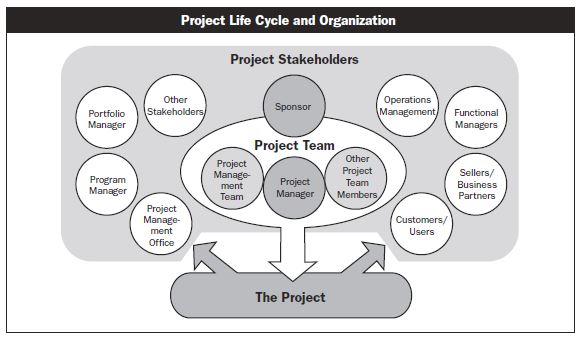 Project Life Cycle and Organization
Project Stakeholders
Portfolio
Manager
Other
Stakeholders
Sponsor
Operations
Management
Functional
Managers
Project Team
Program
Manager
Project
Manage-
ment
Team
Project
Manager
Other
Project
Team
Members
Sellers/
Business
Partners
Project
Manage-
ment
Office
Customers/
Users
The Project